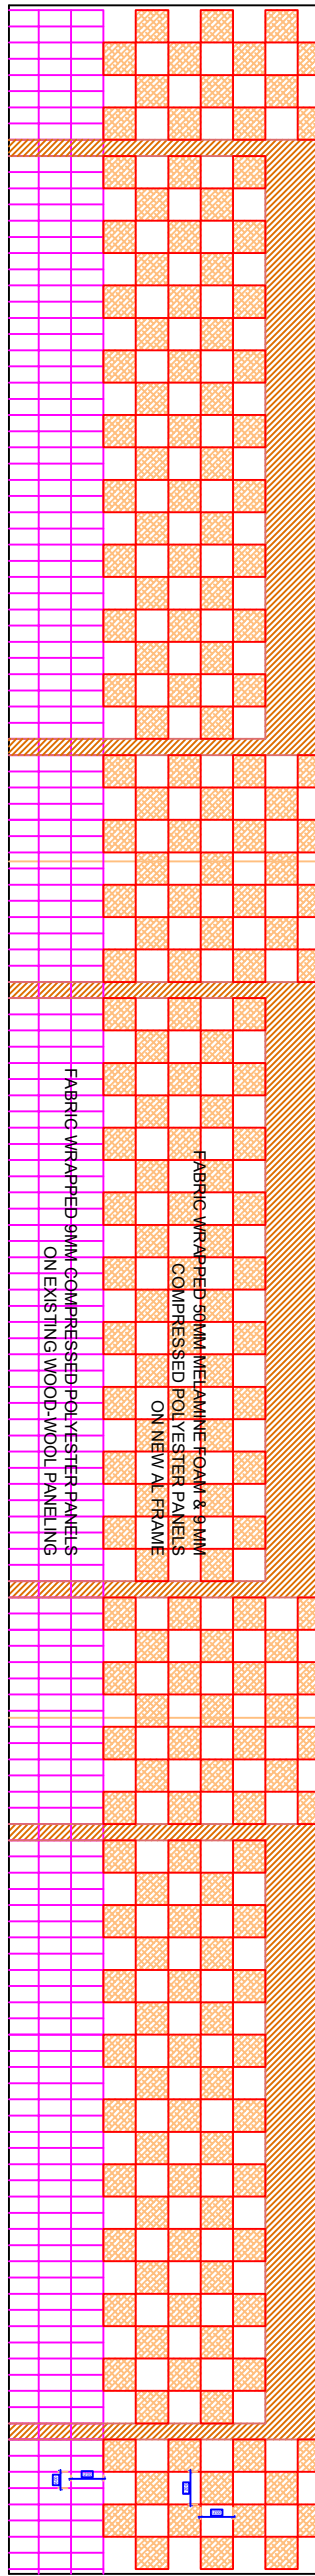 FABRIC WRAPPED 50MM MELAMINE FOAM & 9 MM
COMPRESSED POLYESTER PANELS
ON NEW AL FRAME
FABRIC WRAPPED 9MM COMPRESSED POLYESTER PANELS
ON EXISTING WOOD-WOOL PANELING